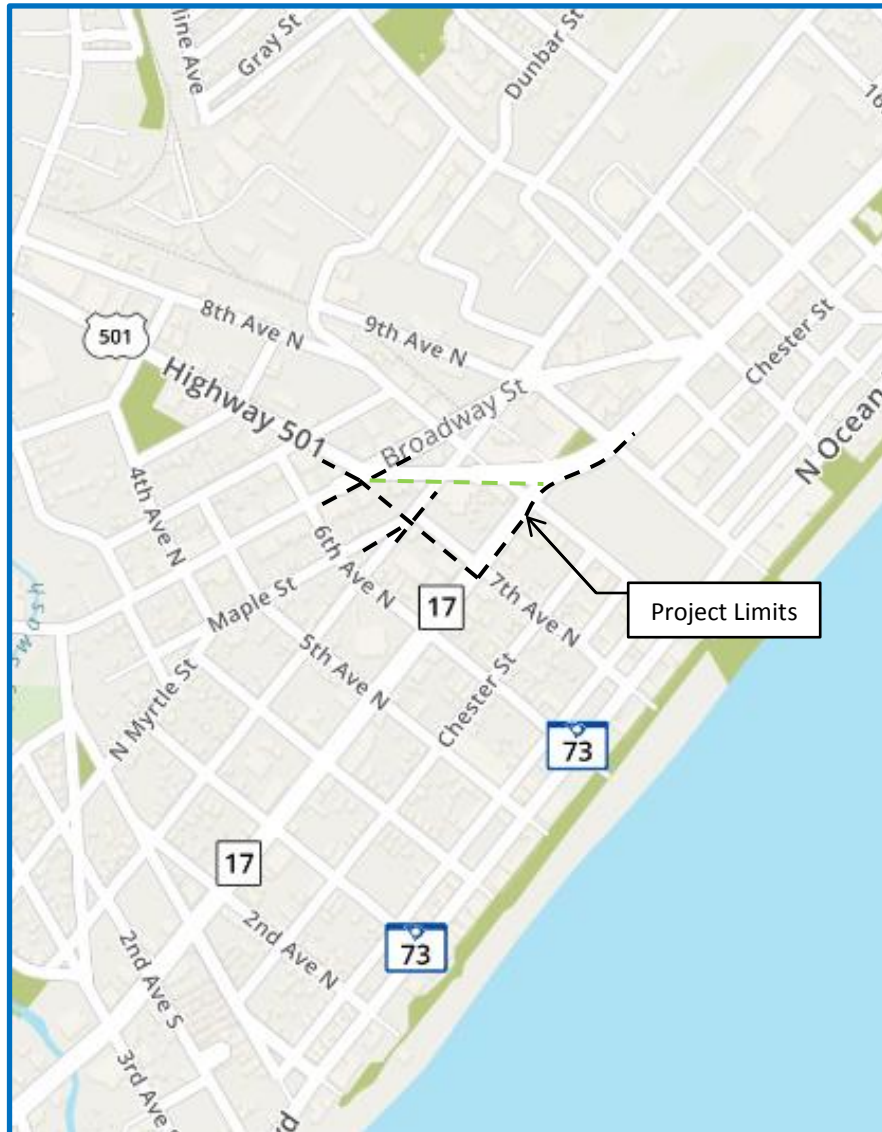 line Ave
Gray St
Dunbar St
16
8th Ave N
501
9th Ave N
Chester St
Highway 501
Broadway St
N Ocean
4th Ave N
6th Ave N
7th Ave N
17
Project Limits
Maple St
5th Ave N
Chester St
N Myrtle St
73
17
2nd Ave N
73
2nd Ave S
3rd Ave S